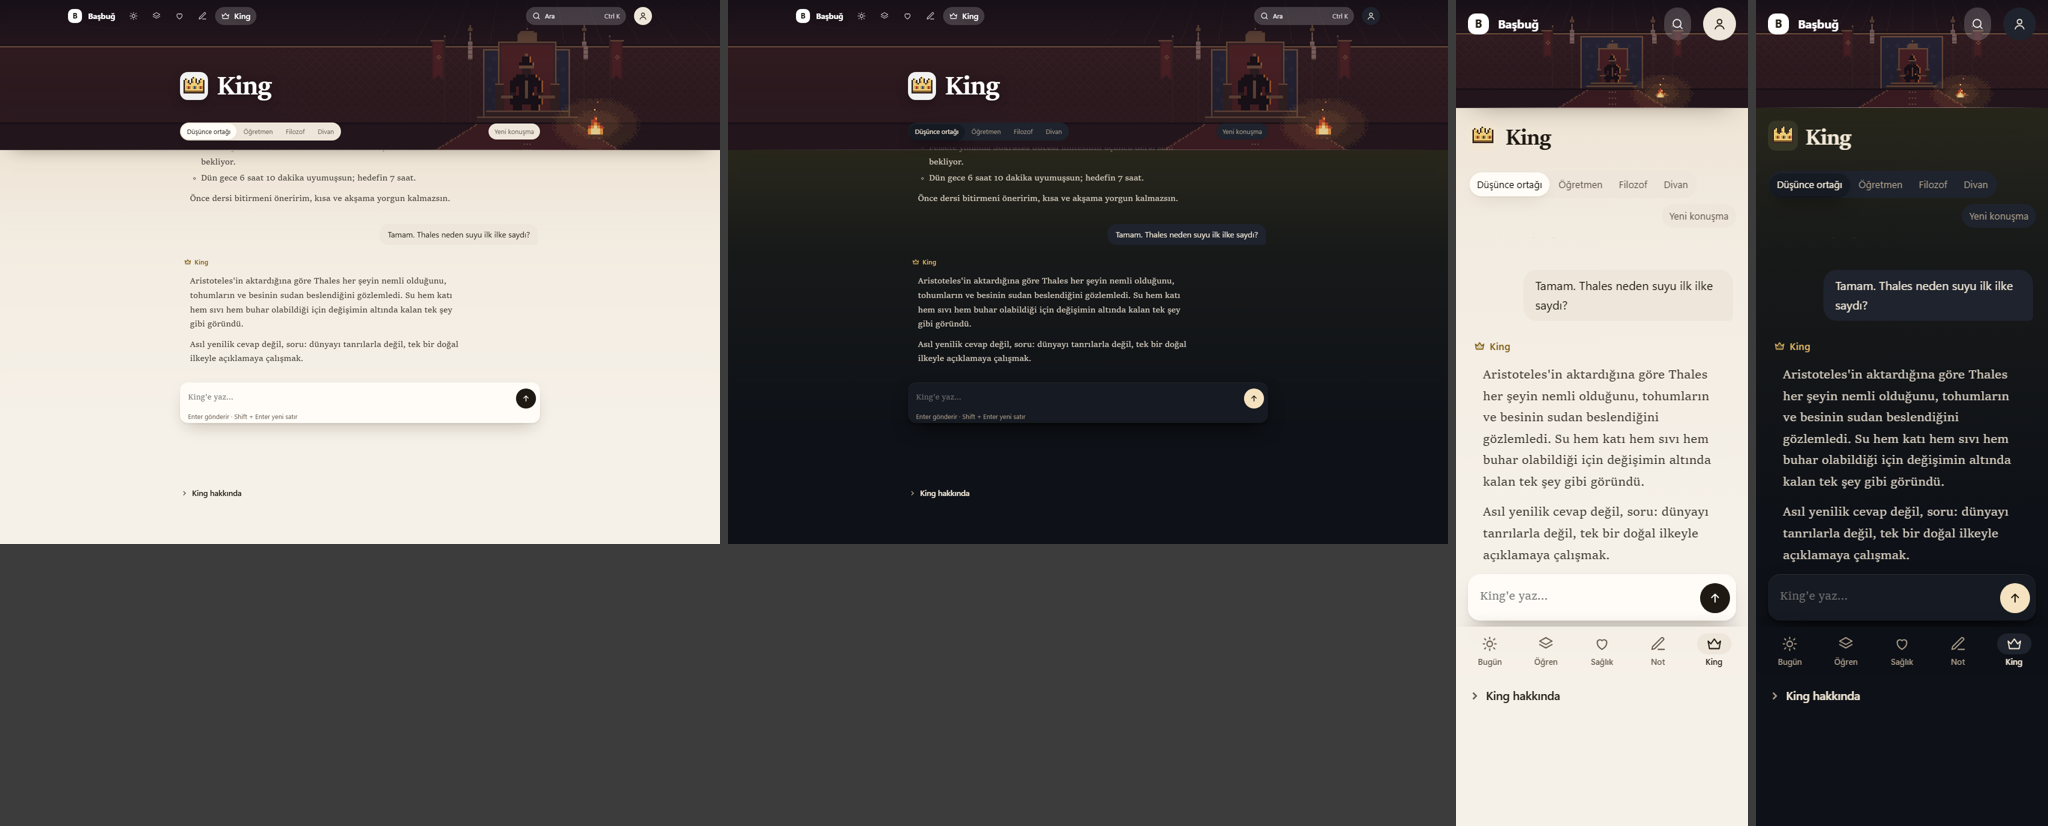 B Başbuğ King Ara Ctrl K
King
Düşünce ortağı Öğretmen Filozof Divan Yeni konuşma
bekliyor.
Dün gece 6 saat 10 dakika uyumuşsun; hedefin 7 saat.
Önce dersi bitirmeni öneririm, kısa ve akşama yorgun kalmazsın.
Tamam. Thales neden suyu ilk ilke saydı?
King
Aristoteles'in aktardığına göre Thales her şeyin nemli olduğunu,
tohumların ve besinin sudan beslendiğini gözlemledi. Su hem katı
hem sıvı hem buhar olabildiği için değişimin altında kalan tek şey
gibi göründü.
Asıl yenilik cevap değil, soru: dünyayı tanrılarla değil, tek bir doğal
ilkeyle açıklamaya çalışmak.
King'e yaz...
Enter gönderir · Shift + Enter yeni satır
King hakkında
B Başbuğ King Ara Ctrl K
King
Düşünce ortağı Öğretmen Filozof Divan Yeni konuşma
bekliyor.
Dün gece 6 saat 10 dakika uyumuşsun; hedefin 7 saat.
Önce dersi bitirmeni öneririm, kısa ve akşama yorgun kalmazsın.
Tamam. Thales neden suyu ilk ilke saydı?
King
Aristoteles'in aktardığına göre Thales her şeyin nemli olduğunu,
tohumların ve besinin sudan beslendiğini gözlemledi. Su hem katı
hem sıvı hem buhar olabildiği için değişimin altında kalan tek şey
gibi göründü.
Asıl yenilik cevap değil, soru: dünyayı tanrılarla değil, tek bir doğal
ilkeyle açıklamaya çalışmak.
King'e yaz...
Enter gönderir · Shift + Enter yeni satır
King hakkında
B Başbuğ
King
Düşünce ortağı Öğretmen Filozof Divan
Yeni konuşma
Tamam. Thales neden suyu ilk ilke
saydı?
King
Aristoteles'in aktardığına göre Thales
her şeyin nemli olduğunu, tohumların
ve besinin sudan beslendiğini
gözlemledi. Su hem katı hem sıvı hem
buhar olabildiği için değişimin altında
kalan tek şey gibi göründü.
Asıl yenilik cevap değil, soru: dünyayı
tanrılarla değil, tek bir doğal ilkeyle
açıklamaya çalışmak.
King'e yaz...
Bugün Öğren Sağlık Not King
King hakkında
B Başbuğ
King
Düşünce ortağı Öğretmen Filozof Divan
Yeni konuşma
Tamam. Thales neden suyu ilk ilke
saydı?
King
Aristoteles'in aktardığına göre Thales
her şeyin nemli olduğunu, tohumların
ve besinin sudan beslendiğini
gözlemledi. Su hem katı hem sıvı hem
buhar olabildiği için değişimin altında
kalan tek şey gibi göründü.
Asıl yenilik cevap değil, soru: dünyayı
tanrılarla değil, tek bir doğal ilkeyle
açıklamaya çalışmak.
King'e yaz...
Bugün Öğren Sağlık Not King
King hakkında